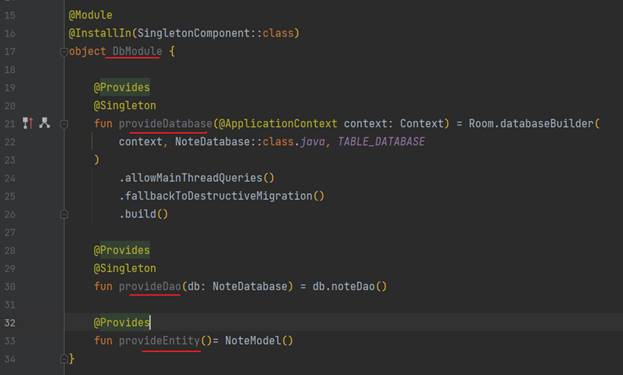 15 @Module
16 @InstallIn(SingletonComponent::class)
17 object DbModule {
18
19 @Provides
20 @Singleton
21 fun provideDatabase(@ApplicationContext context: Context) = Room.databaseBuilder(
22 context, NoteDatabase::class.java, TABLE_DATABASE
23 )
24 .allowMainThreadQueries()
25 .fallbackToDestructiveMigration()
26 .build()
27
28 @Provides
29 @Singleton
30 fun provideDao(db: NoteDatabase) = db.noteDao()
31
32 @Provides
33 fun provideEntity()= NoteModel()
34 }